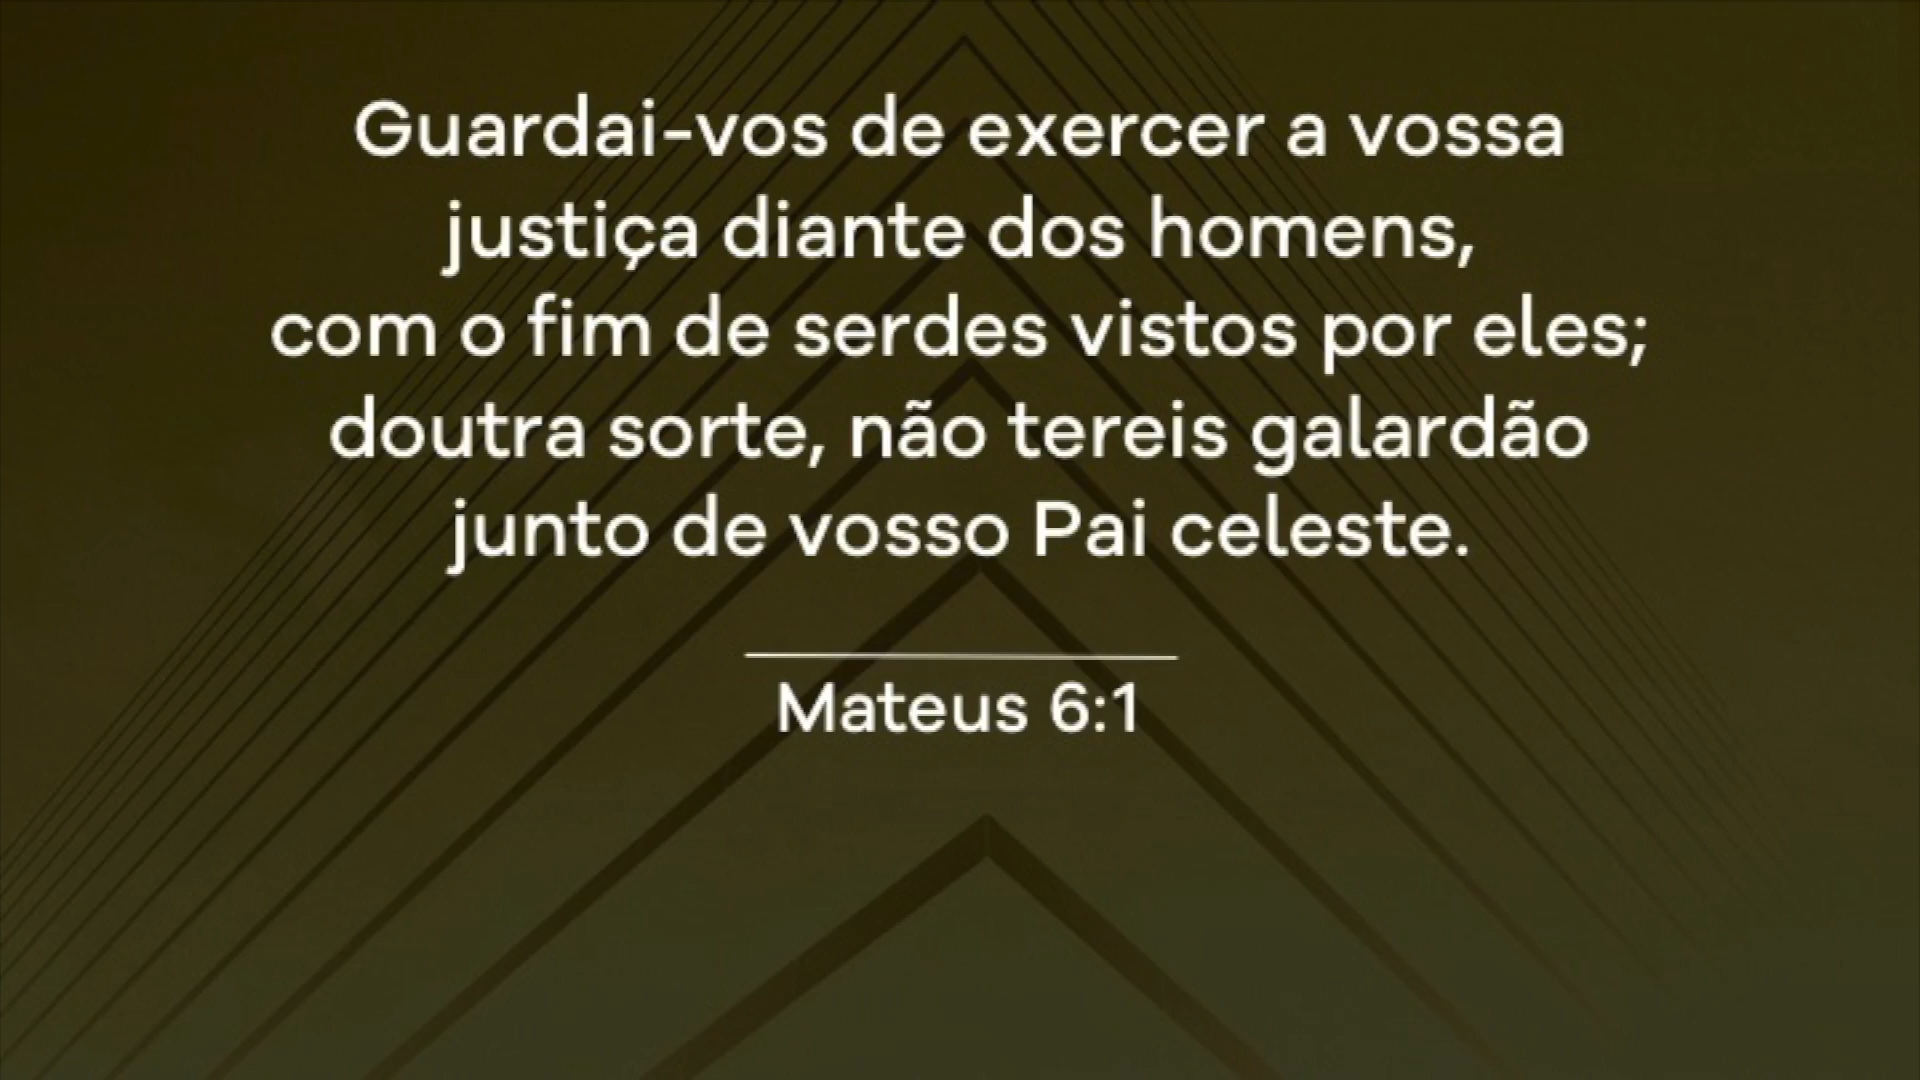 Guardai-vos de exercer a vossa
justiça diante dos homens,
com o fim de serdes vistos por eles;
doutra sorte, não tereis galardão
junto de vosso Pai celeste.
Mateus 6:1